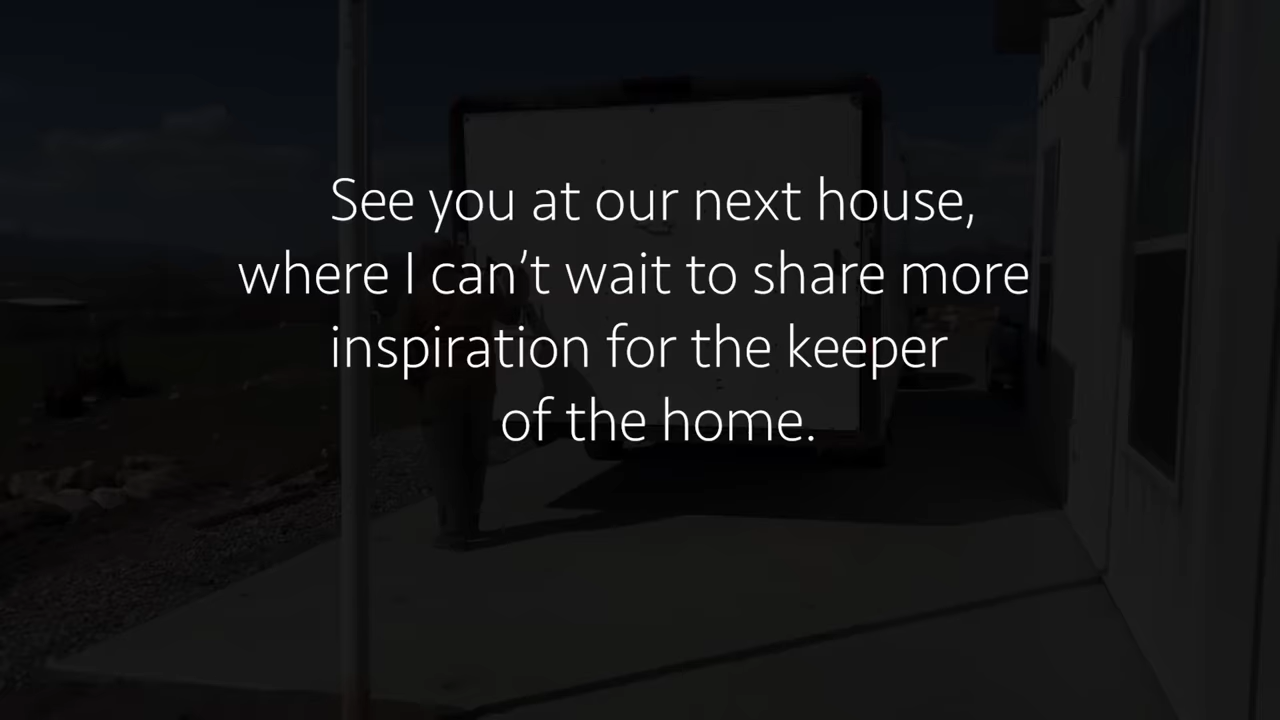 See you at our next house,
where I can’t wait to share more
inspiration for the keeper
of the home.